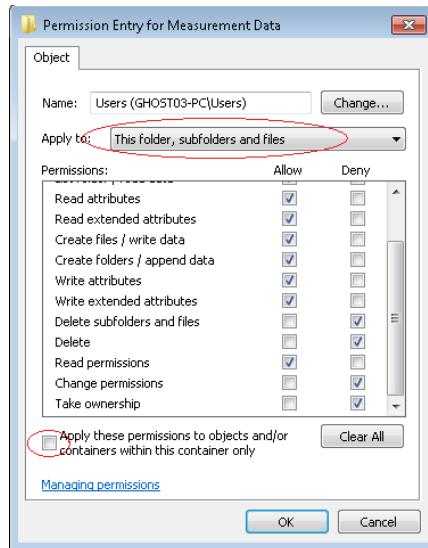 Permission Entry for Measurement Data
Object
Name: Users (GHOST03-PC\Users) Change...
Apply to: This folder, subfolders and files
Permissions: Allow Deny
Read attributes
Read extended attributes
Create files / write data
Create folders / append data
Write attributes
Write extended attributes
Delete subfolders and files
Delete
Read permissions
Change permissions
Take ownership
Apply these permissions to objects and/or Clear All
containers within this container only
Managing permissions
OK Cancel